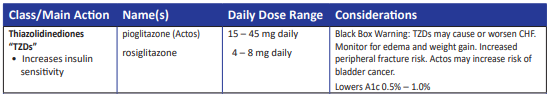 Class/Main Action Name(s) Daily Dose Range Considerations
Thiazolidinediones pioglitazone (Actos) 15 – 45 mg daily Black Box Warning: TZDs may cause or worsen CHF.
“TZDs” Monitor for edema and weight gain. Increased
• Increases insulin rosiglitazone 4 – 8 mg daily peripheral fracture risk. Actos may increase risk of
sensitivity bladder cancer.
Lowers A1c 0.5% – 1.0%